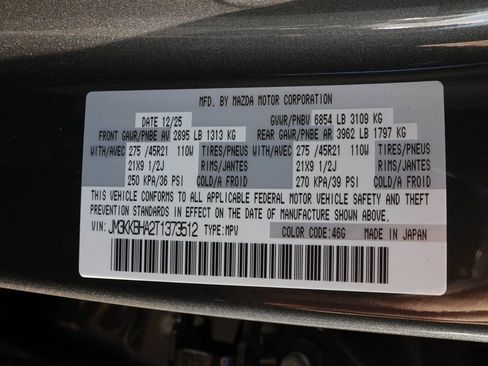 MFD. BY MAZDA MOTOR CORPORATION
DATE 12/25 GVWR/PNBV 6854 LB 3109 KG
FRONT GAWR/PNBE AV 2895 LB 1313 KG REAR GAWR/PNBE AR 3962 LB 1797 KG
WITH/AVEC 275 /45R21 110W TIRES/PNEUS WITH/AVEC 275 /45R21 110W TIRES/PNEUS
21X9 1/2J RIMS/JANTES 21X9 1/2J RIMS/JANTES
250 KPA/36 PSI COLD/A FROID 270 KPA/39 PSI COLD/A FROID
THIS VEHICLE CONFORMS TO ALL APPLICABLE FEDERAL MOTOR VEHICLE SAFETY AND THEFT
PREVENTION STANDARDS IN EFFECT ON THE DATE OF MANUFACTURE SHOWN ABOVE.
VIN: JM3KKBHA2T1373512 TYPE: MPV COLOR CODE: 46G MADE IN JAPAN